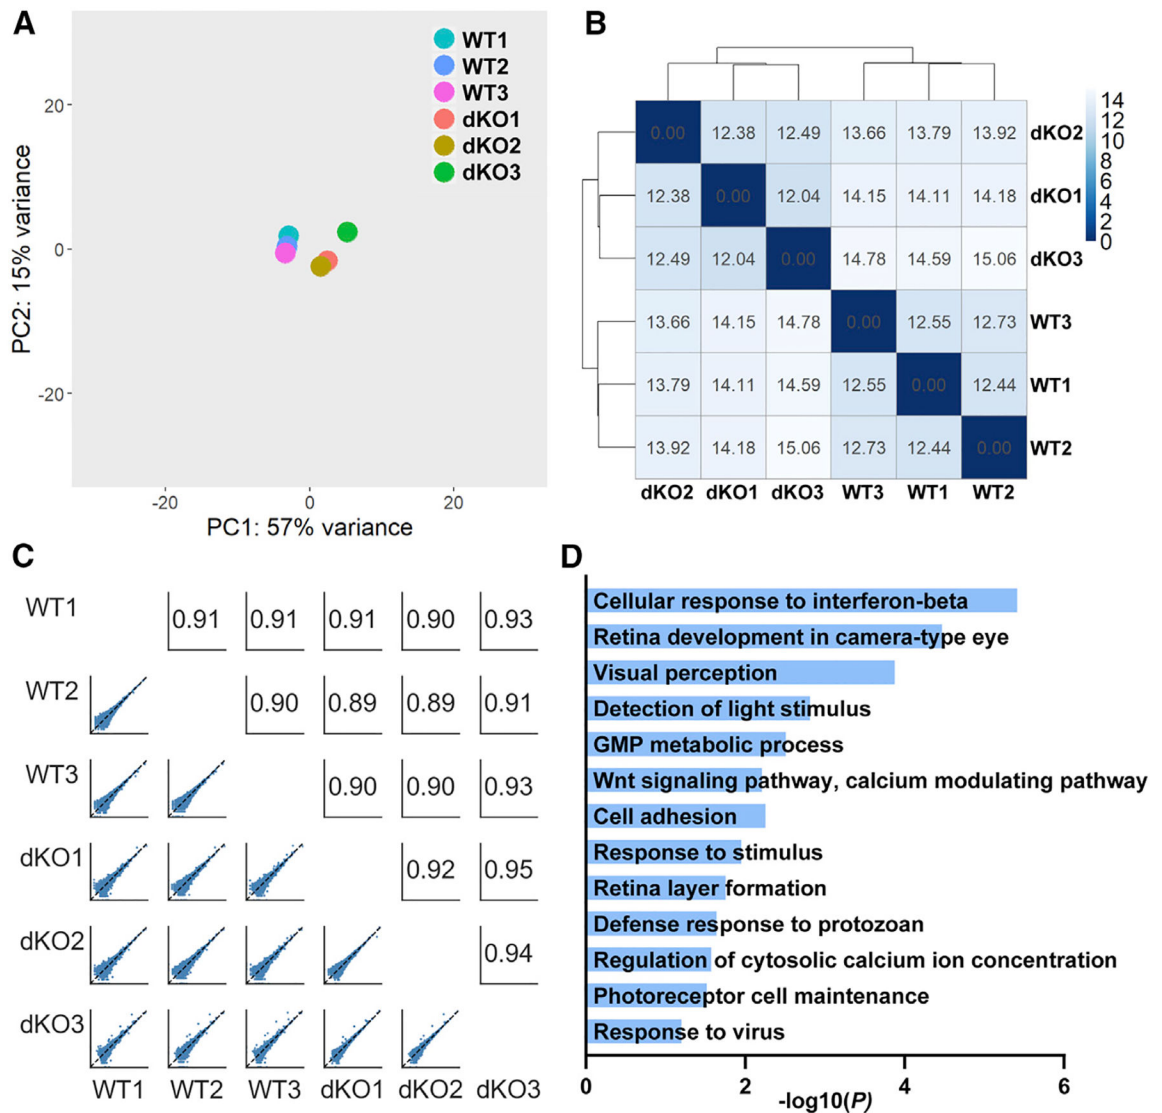 A
WT1
WT2
WT3
dKO1
dKO2
dKO3
20
0
-20
PC2: 15% variance
-20 0 20
PC1: 57% variance
B
0.00 12.38 12.49 13.66 13.79 13.92 dKO2
12.38 0.00 12.04 14.15 14.11 14.18 dKO1
12.49 12.04 0.00 14.78 14.59 15.06 dKO3
13.66 14.15 14.78 0.00 12.55 12.73 WT3
13.79 14.11 14.59 12.55 0.00 12.44 WT1
13.92 14.18 15.06 12.73 12.44 0.00 WT2
dKO2 dKO1 dKO3 WT3 WT1 WT2
14
12
10
8
6
4
2
0
C
WT1 0.91 0.91 0.91 0.90 0.93
WT2 0.90 0.89 0.89 0.91
WT3 0.90 0.90 0.93
dKO1 0.92 0.95
dKO2 0.94
dKO3
WT1 WT2 WT3 dKO1 dKO2 dKO3
D
Cellular response to interferon-beta
Retina development in camera-type eye
Visual perception
Detection of light stimulus
GMP metabolic process
Wnt signaling pathway, calcium modulating pathway
Cell adhesion
Response to stimulus
Retina layer formation
Defense response to protozoan
Regulation of cytosolic calcium ion concentration
Photoreceptor cell maintenance
Response to virus
0 2 4 6
-log10(P)